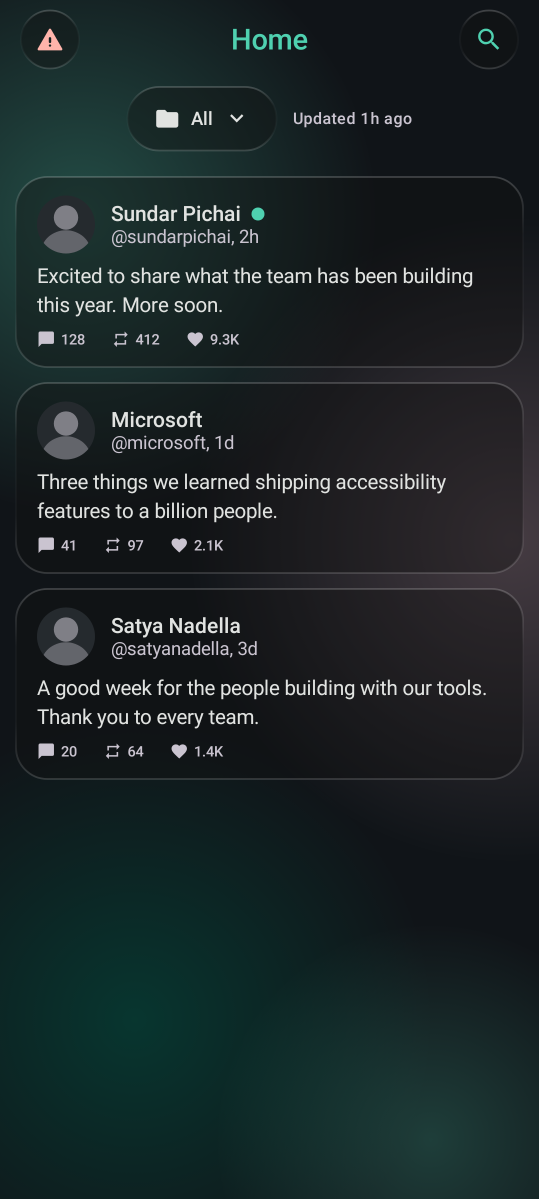 Home
All
Updated 1h ago
Sundar Pichai
@sundarpichai, 2h
Excited to share what the team has been building
this year. More soon.
128 412 9.3K
Microsoft
@microsoft, 1d
Three things we learned shipping accessibility
features to a billion people.
41 97 2.1K
Satya Nadella
@satyanadella, 3d
A good week for the people building with our tools.
Thank you to every team.
20 64 1.4K